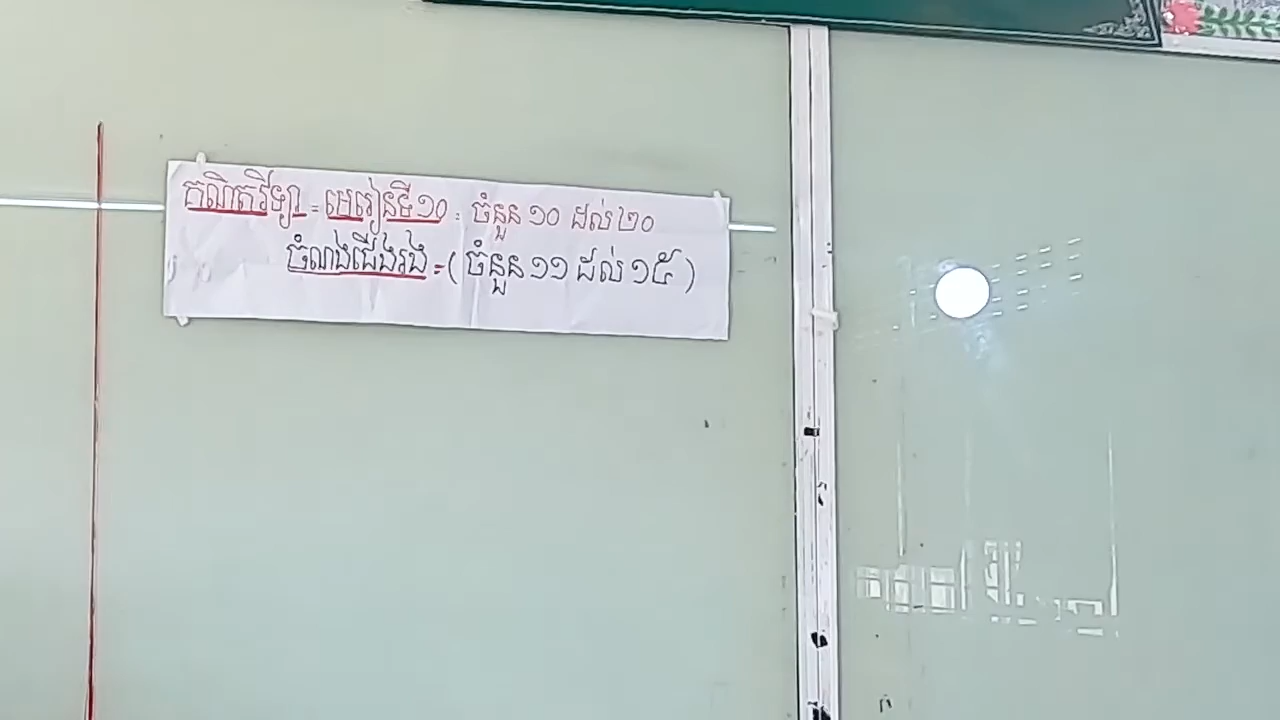 គណិតវិទ្យា = មេរៀនទី១០ : ចំនួន ១០ ដល់ ២០
ចំណងជើងរង = ( ចំនួន ១១ ដល់ ១៥ )